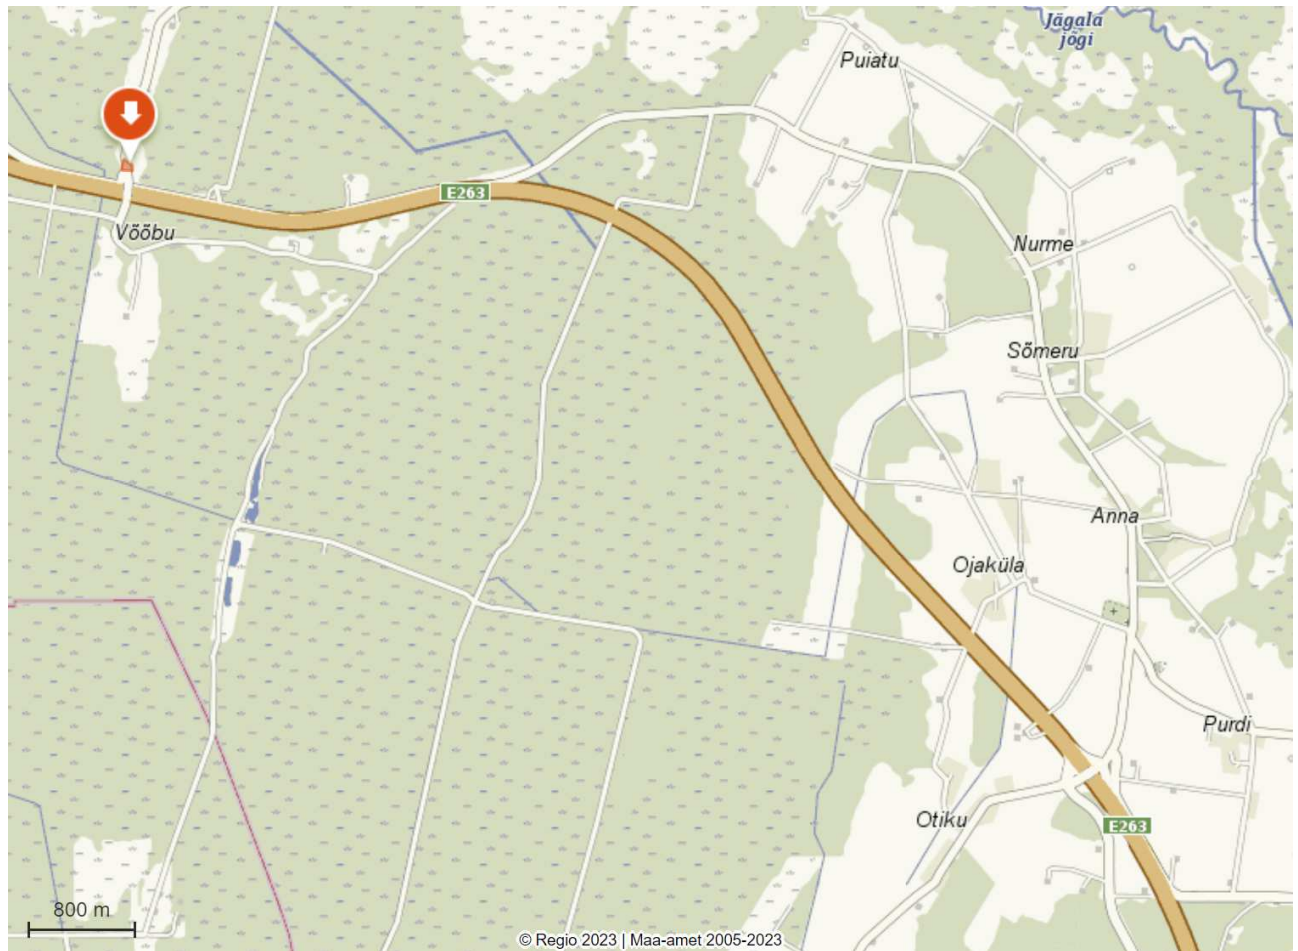 Jägala
jõgi
Puiatu
E263
Võõbu
Nurme
Sõmeru
Anna
Ojaküla
Purdi
Otiku
E263
800 m
© Regio 2023 | Maa-amet 2005-2023